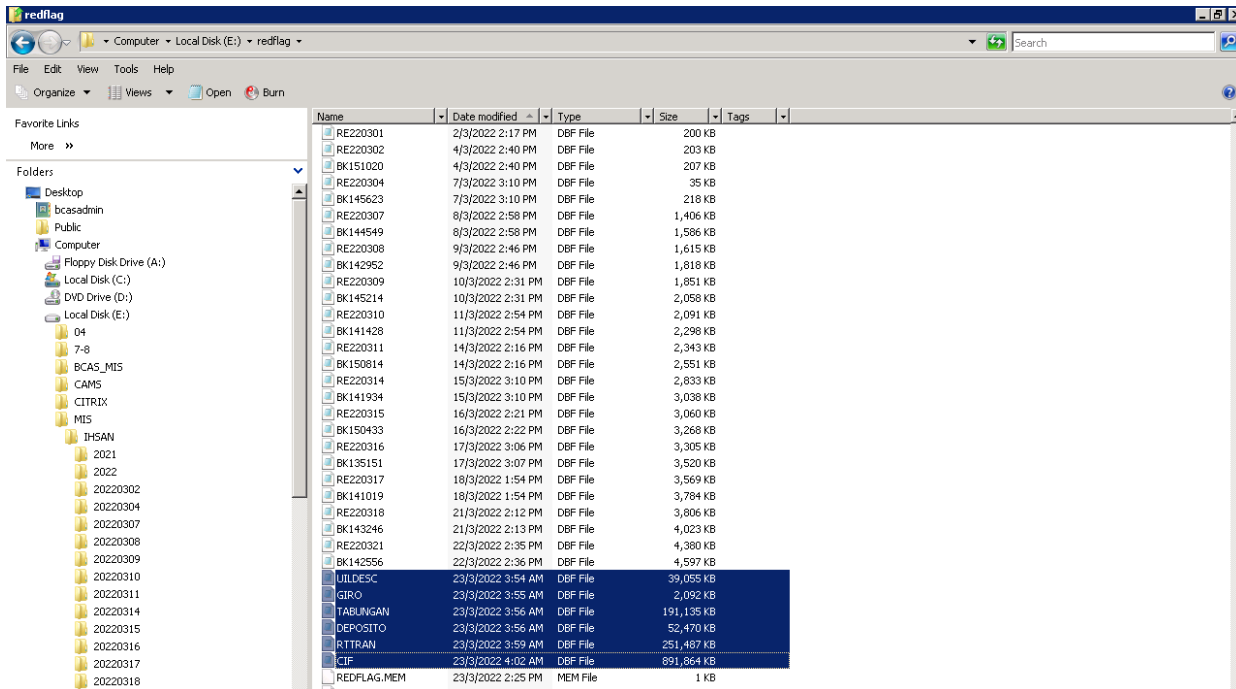 redflag
Computer Local Disk (E:) redflag
Search
File Edit View Tools Help
Organize Views Open Burn
Favorite Links
More »
Folders
Desktop
bcasadmin
Public
Computer
Floppy Disk Drive (A:)
Local Disk (C:)
DVD Drive (D:)
Local Disk (E:)
04
7-8
BCAS_MIS
CAMS
CITRIX
MIS
IHSAN
2021
2022
20220302
20220304
20220307
20220308
20220309
20220310
20220311
20220314
20220315
20220316
20220317
20220318
Name Date modified Type Size Tags
RE220301 2/3/2022 2:17 PM DBF File 200 KB
RE220302 4/3/2022 2:40 PM DBF File 203 KB
BK151020 4/3/2022 2:40 PM DBF File 207 KB
RE220304 7/3/2022 3:10 PM DBF File 35 KB
BK145623 7/3/2022 3:10 PM DBF File 218 KB
RE220307 8/3/2022 2:58 PM DBF File 1,406 KB
BK144549 8/3/2022 2:58 PM DBF File 1,586 KB
RE220308 9/3/2022 2:46 PM DBF File 1,615 KB
BK142952 9/3/2022 2:46 PM DBF File 1,818 KB
RE220309 10/3/2022 2:31 PM DBF File 1,851 KB
BK145214 10/3/2022 2:31 PM DBF File 2,058 KB
RE220310 11/3/2022 2:54 PM DBF File 2,091 KB
BK141428 11/3/2022 2:54 PM DBF File 2,298 KB
RE220311 14/3/2022 2:16 PM DBF File 2,343 KB
BK150814 14/3/2022 2:16 PM DBF File 2,551 KB
RE220314 15/3/2022 3:10 PM DBF File 2,833 KB
BK141934 15/3/2022 3:10 PM DBF File 3,038 KB
RE220315 16/3/2022 2:21 PM DBF File 3,060 KB
BK150433 16/3/2022 2:22 PM DBF File 3,268 KB
RE220316 17/3/2022 3:06 PM DBF File 3,305 KB
BK135151 17/3/2022 3:07 PM DBF File 3,520 KB
RE220317 18/3/2022 1:54 PM DBF File 3,569 KB
BK141019 18/3/2022 1:54 PM DBF File 3,784 KB
RE220318 21/3/2022 2:12 PM DBF File 3,806 KB
BK143246 21/3/2022 2:13 PM DBF File 4,023 KB
RE220321 22/3/2022 2:35 PM DBF File 4,380 KB
BK142556 22/3/2022 2:36 PM DBF File 4,597 KB
UILDESC 23/3/2022 3:54 AM DBF File 39,055 KB
GIRO 23/3/2022 3:55 AM DBF File 2,092 KB
TABUNGAN 23/3/2022 3:56 AM DBF File 191,135 KB
DEPOSITO 23/3/2022 3:56 AM DBF File 52,470 KB
RTTRAN 23/3/2022 3:59 AM DBF File 251,487 KB
CIF 23/3/2022 4:02 AM DBF File 891,864 KB
REDFLAG.MEM 23/3/2022 2:25 PM MEM File 1 KB